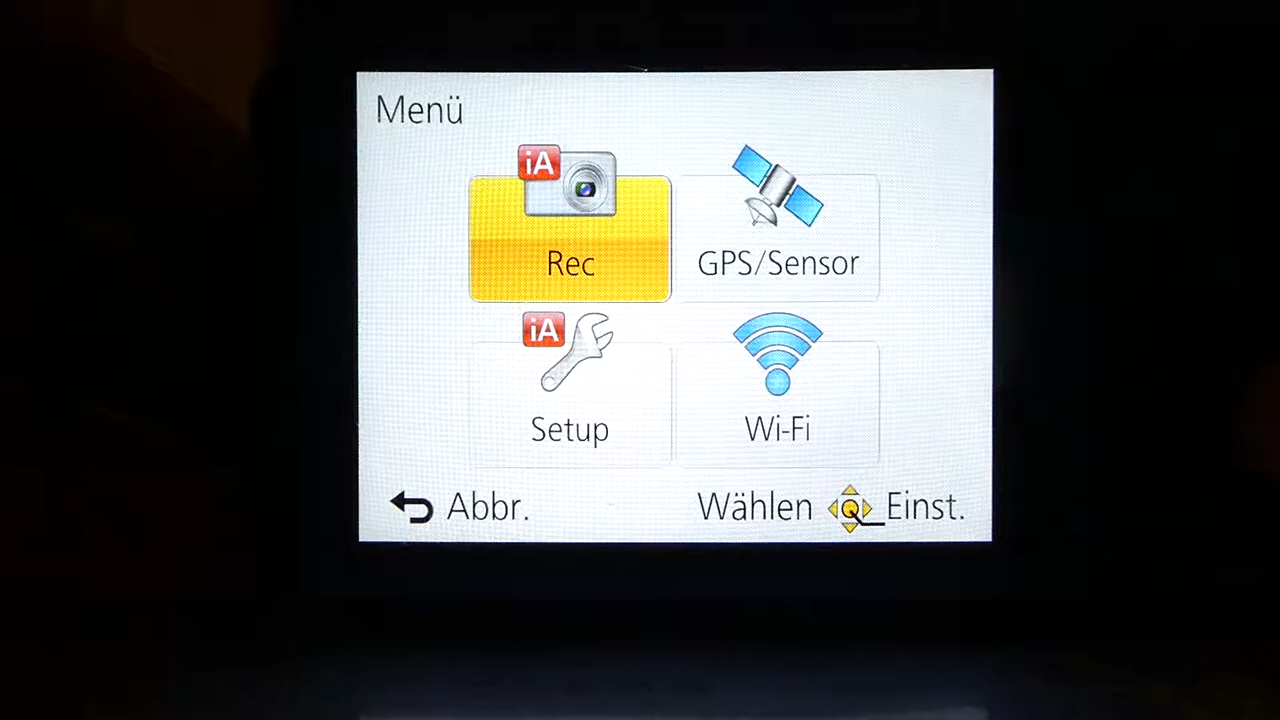 Menü
iA
Rec
GPS/Sensor
iA
Setup
Wi-Fi
Abbr.
Wählen Einst.